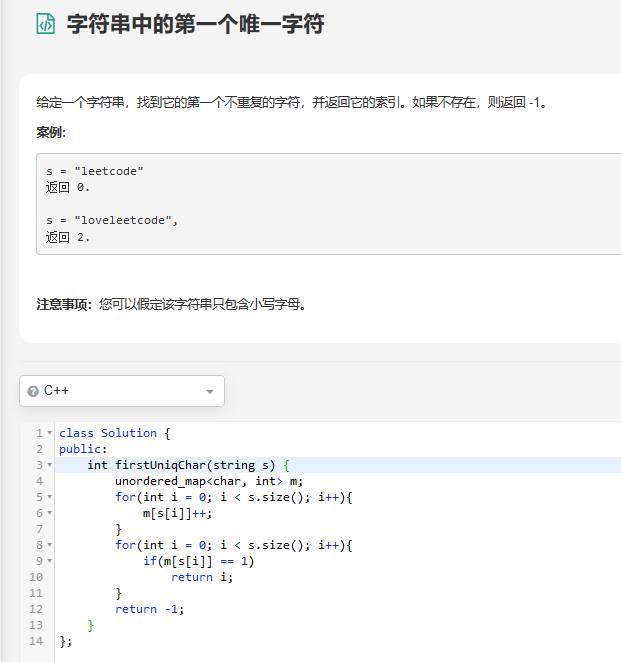 字符串中的第一个唯一字符
给定一个字符串，找到它的第一个不重复的字符，并返回它的索引。如果不存在，则返回 -1。
案例:
s = "leetcode"
返回 0.
s = "loveleetcode",
返回 2.
注意事项：您可以假定该字符串只包含小写字母。
C++
1 class Solution {
2 public:
3     int firstUniqChar(string s) {
4         unordered_map<char, int> m;
5         for(int i = 0; i < s.size(); i++){
6             m[s[i]]++;
7         }
8         for(int i = 0; i < s.size(); i++){
9             if(m[s[i]] == 1)
10                 return i;
11         }
12         return -1;
13     }
14 };